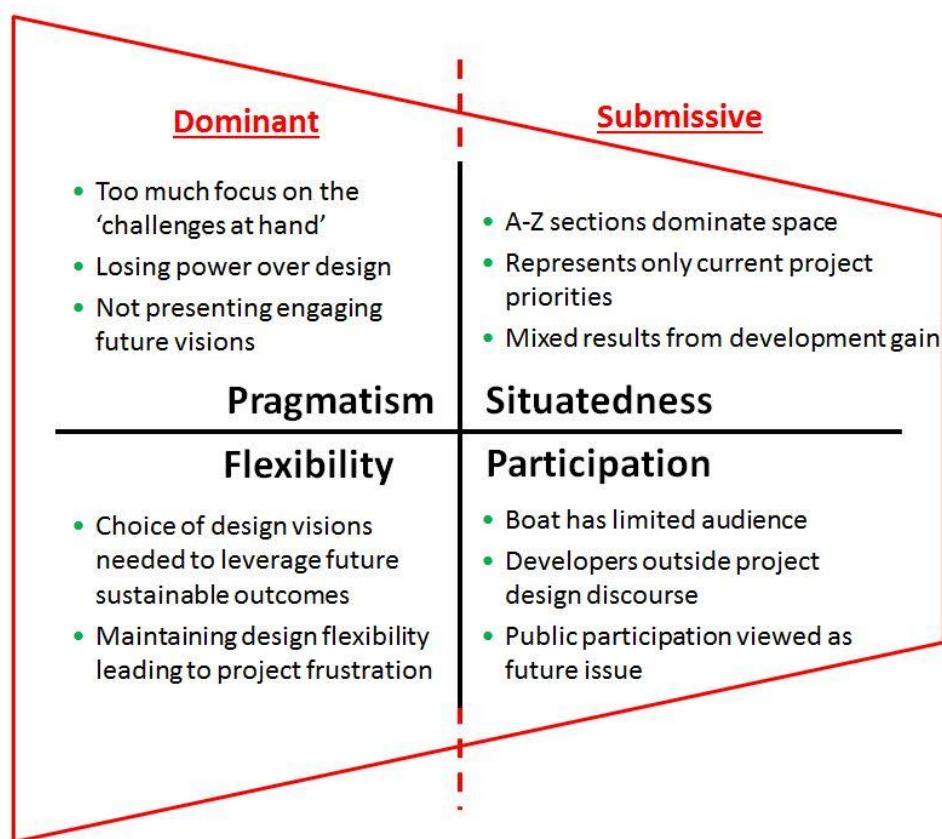 Dominant
Submissive
• Too much focus on the
‘challenges at hand’
• Losing power over design
• Not presenting engaging
future visions
• A-Z sections dominate space
• Represents only current project
priorities
• Mixed results from development gain
Pragmatism
Situatedness
Flexibility
Participation
• Choice of design visions
needed to leverage future
sustainable outcomes
• Maintaining design flexibility
leading to project frustration
• Boat has limited audience
• Developers outside project
design discourse
• Public participation viewed as
future issue